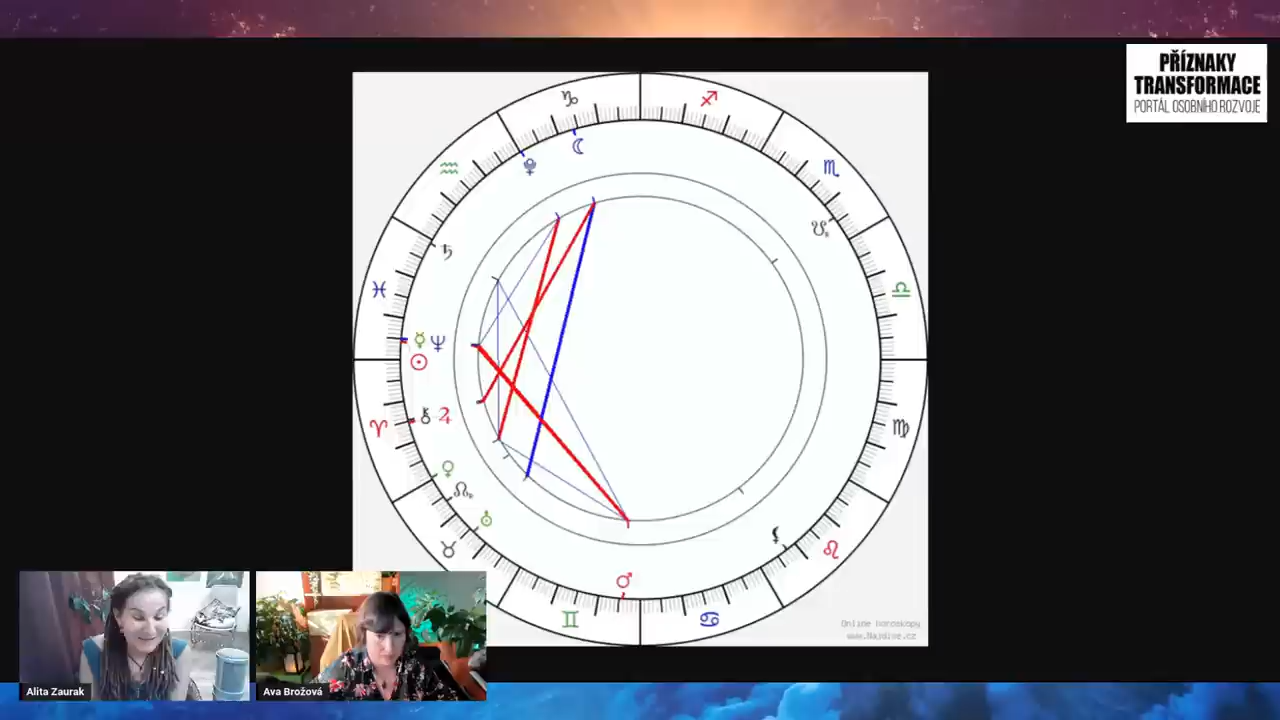 PŘÍZNAKY
TRANSFORMACE
PORTÁL OSOBNÍHO ROZVOJE
Online horoskopy
www.Najdise.cz
Alita Zaurak
Ava Brožová